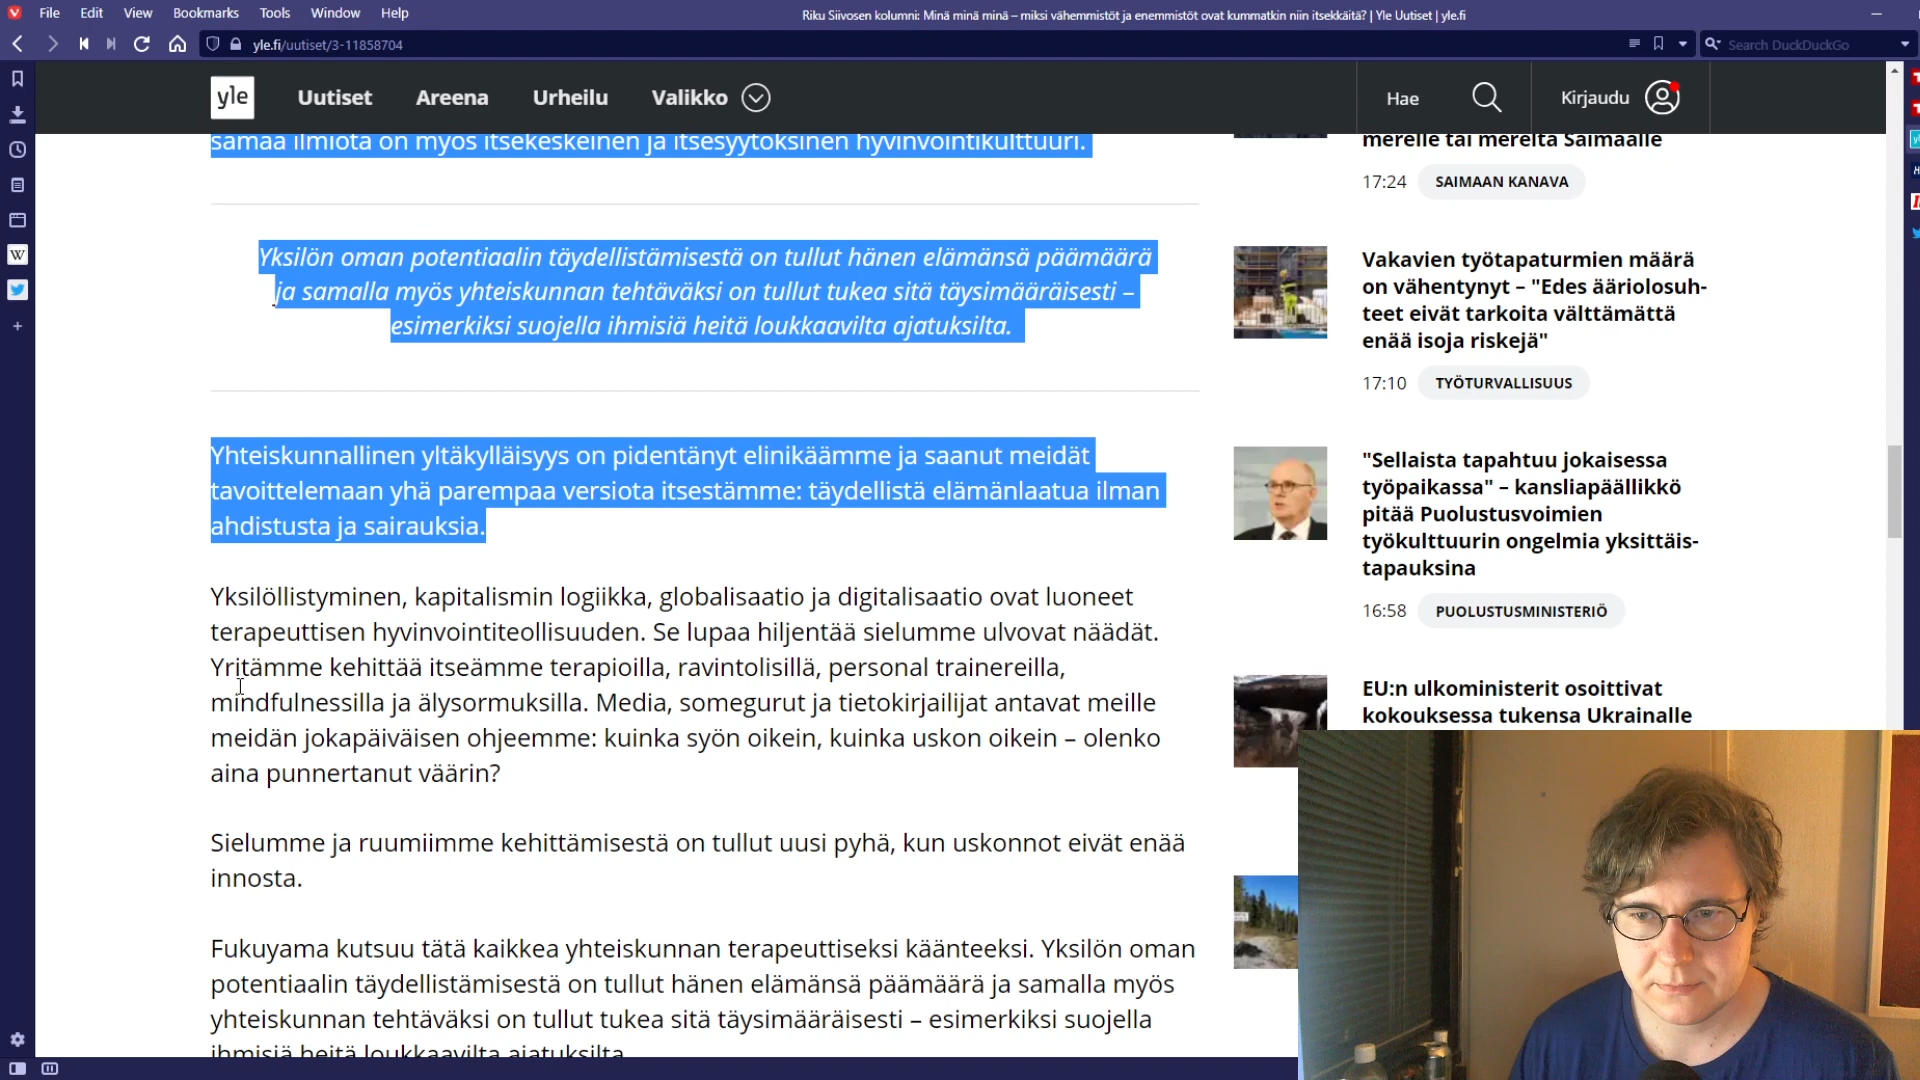 File Edit View Bookmarks Tools Window Help
Riku Siivosen kolumni: Minä minä minä – miksi vähemmistöt ja enemmistöt ovat kummatkin niin itsekkäitä? | Yle Uutiset | yle.fi
yle.fi/uutiset/3-11858704
Search DuckDuckGo
yle Uutiset Areena Urheilu Valikko
Hae
Kirjaudu
samaa ilmiötä on myös itsekeskeinen ja itsesyytöksinen hyvinvointikulttuuri.
Yksilön oman potentiaalin täydellistämisestä on tullut hänen elämänsä päämäärä
ja samalla myös yhteiskunnan tehtäväksi on tullut tukea sitä täysimääräisesti –
esimerkiksi suojella ihmisiä heitä loukkaavilta ajatuksilta.
Yhteiskunnallinen yltäkylläisyys on pidentänyt elinikäämme ja saanut meidät
tavoittelemaan yhä parempaa versiota itsestämme: täydellistä elämänlaatua ilman
ahdistusta ja sairauksia.
Yksilöllistyminen, kapitalismin logiikka, globalisaatio ja digitalisaatio ovat luoneet
terapeuttisen hyvinvointiteollisuuden. Se lupaa hiljentää sielumme ulvovat näädät.
Yritämme kehittää itseämme terapioilla, ravintolisillä, personal trainereilla,
mindfulnessilla ja älysormuksilla. Media, somegurut ja tietokirjailijat antavat meille
meidän jokapäiväisen ohjeemme: kuinka syön oikein, kuinka uskon oikein – olenko
aina punnertanut väärin?
Sielumme ja ruumiimme kehittämisestä on tullut uusi pyhä, kun uskonnot eivät enää
innosta.
Fukuyama kutsuu tätä kaikkea yhteiskunnan terapeuttiseksi käänteeksi. Yksilön oman
potentiaalin täydellistämisestä on tullut hänen elämänsä päämäärä ja samalla myös
yhteiskunnan tehtäväksi on tullut tukea sitä täysimääräisesti – esimerkiksi suojella
ihmisiä heitä loukkaavilta ajatuksilta.
merelle tai mereltä Saimaalle
17:24 SAIMAAN KANAVA
Vakavien työtapaturmien määrä
on vähentynyt – "Edes ääriolosuh-
teet eivät tarkoita välttämättä
enää isoja riskejä"
17:10 TYÖTURVALLISUUS
"Sellaista tapahtuu jokaisessa
työpaikassa" – kansliapäällikkö
pitää Puolustusvoimien
työkulttuurin ongelmia yksittäis-
tapauksina
16:58 PUOLUSTUSMINISTERIÖ
EU:n ulkoministerit osoittivat
kokouksessa tukensa Ukrainalle